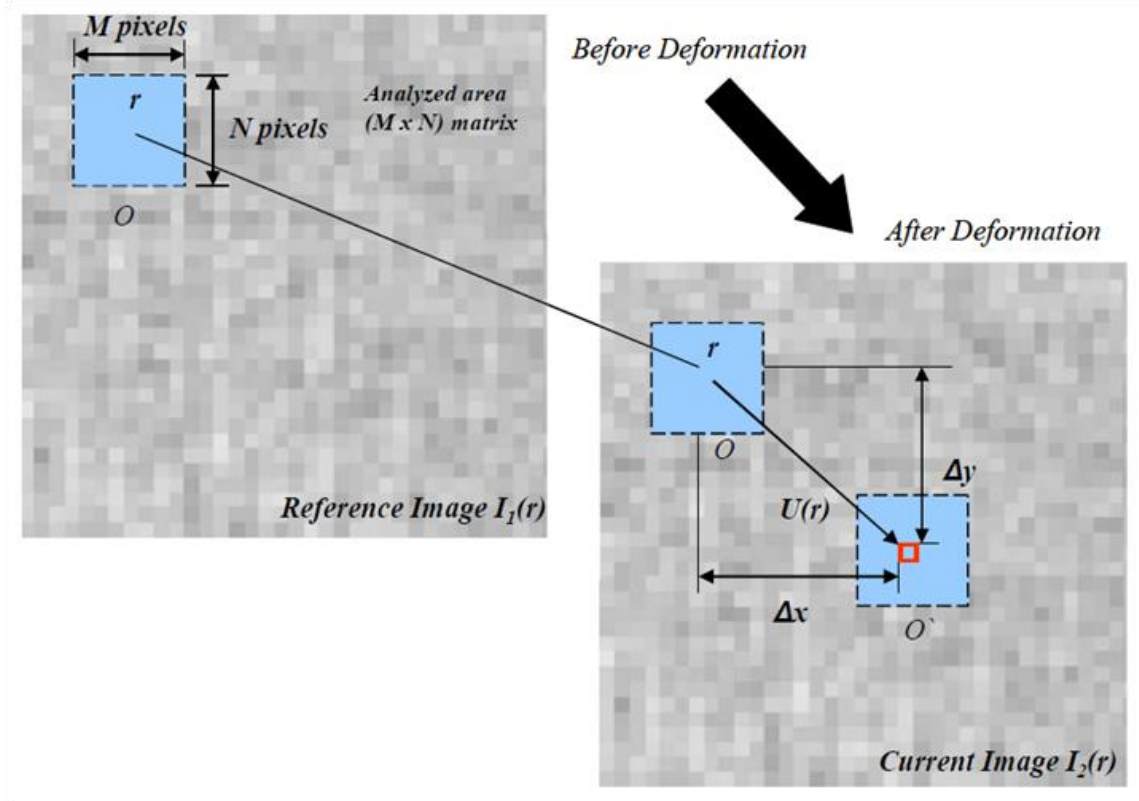 M pixels
r
N pixels
Analyzed area
(M x N) matrix
O
Reference Image I₁(r)
Before Deformation
After Deformation
r
O
Δy
U(r)
Δx
O`
Current Image I₂(r)